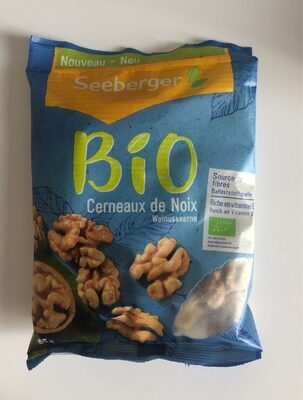 Nouveau - Neu
Seeberger
BiO
Cerneaux de Noix
Walnusskerne
Source de
fibres
Ballaststoffquelle
Riche en vitamine E
Reich an Vitamin E